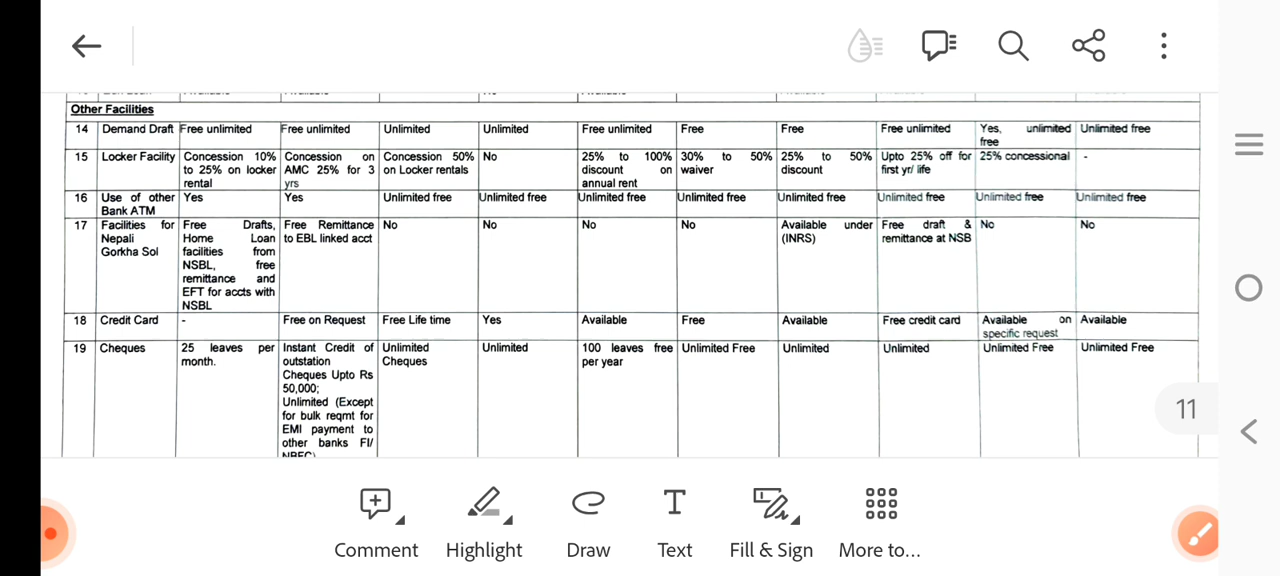 Other Facilities
14 Demand Draft Free unlimited Free unlimited Unlimited Unlimited Free unlimited Free Free Free unlimited Yes, unlimited free Unlimited free
15 Locker Facility Concession 10% to 25% on locker rental Concession on AMC 25% for 3 yrs Concession 50% on Locker rentals No 25% to 100% discount on annual rent 30% to 50% waiver 25% to 50% discount Upto 25% off for first yr/ life 25% concessional -
16 Use of other Bank ATM Yes Yes Unlimited free Unlimited free Unlimited free Unlimited free Unlimited free Unlimited free Unlimited free Unlimited free
17 Facilities for Nepali Gorkha Sol Free Drafts, Home Loan facilities from NSBL, free remittance and EFT for accts with NSBL Free Remittance to EBL linked acct No No No No Available under (INRS) Free draft & remittance at NSB No No
18 Credit Card - Free on Request Free Life time Yes Available Free Available Free credit card Available on specific request Available
19 Cheques 25 leaves per month. Instant Credit of outstation Cheques Upto Rs 50,000; Unlimited (Except for bulk reqmt for EMI payment to other banks FI/ Unlimited Cheques Unlimited 100 leaves free per year Unlimited Free Unlimited Unlimited Unlimited Free Unlimited Free
11
Comment Highlight Draw Text Fill & Sign More to...